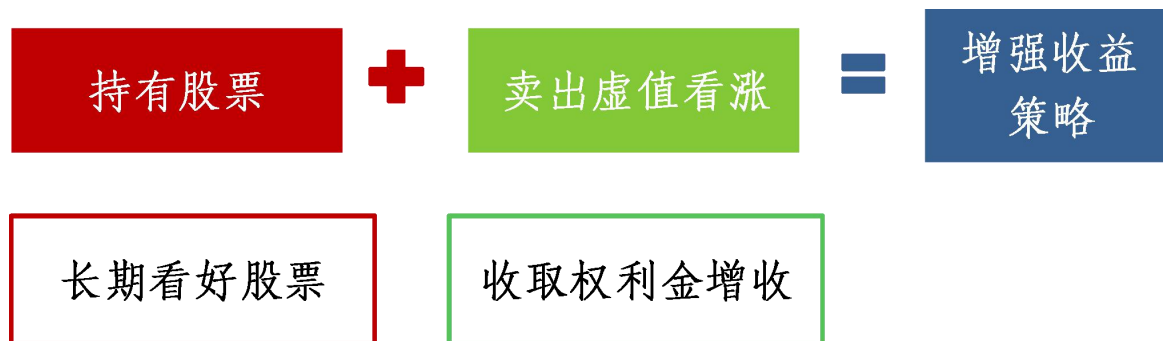 持有股票
卖出虚值看涨
增强收益
策略
长期看好股票
收取权利金增收